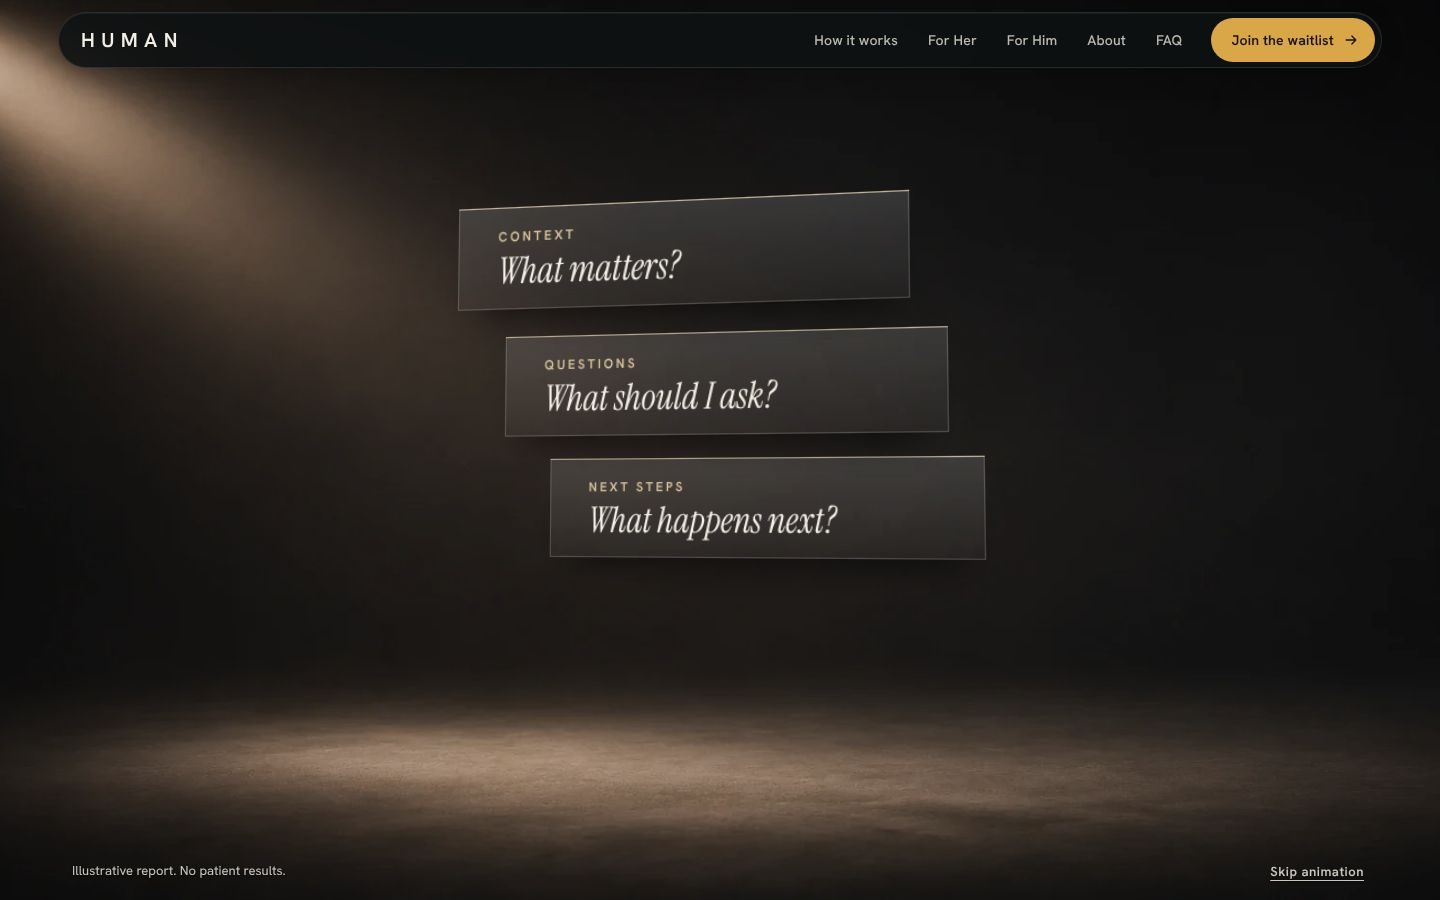 HUMAN
How it works
For Her
For Him
About
FAQ
Join the waitlist →
CONTEXT
What matters?
QUESTIONS
What should I ask?
NEXT STEPS
What happens next?
Illustrative report. No patient results.
Skip animation